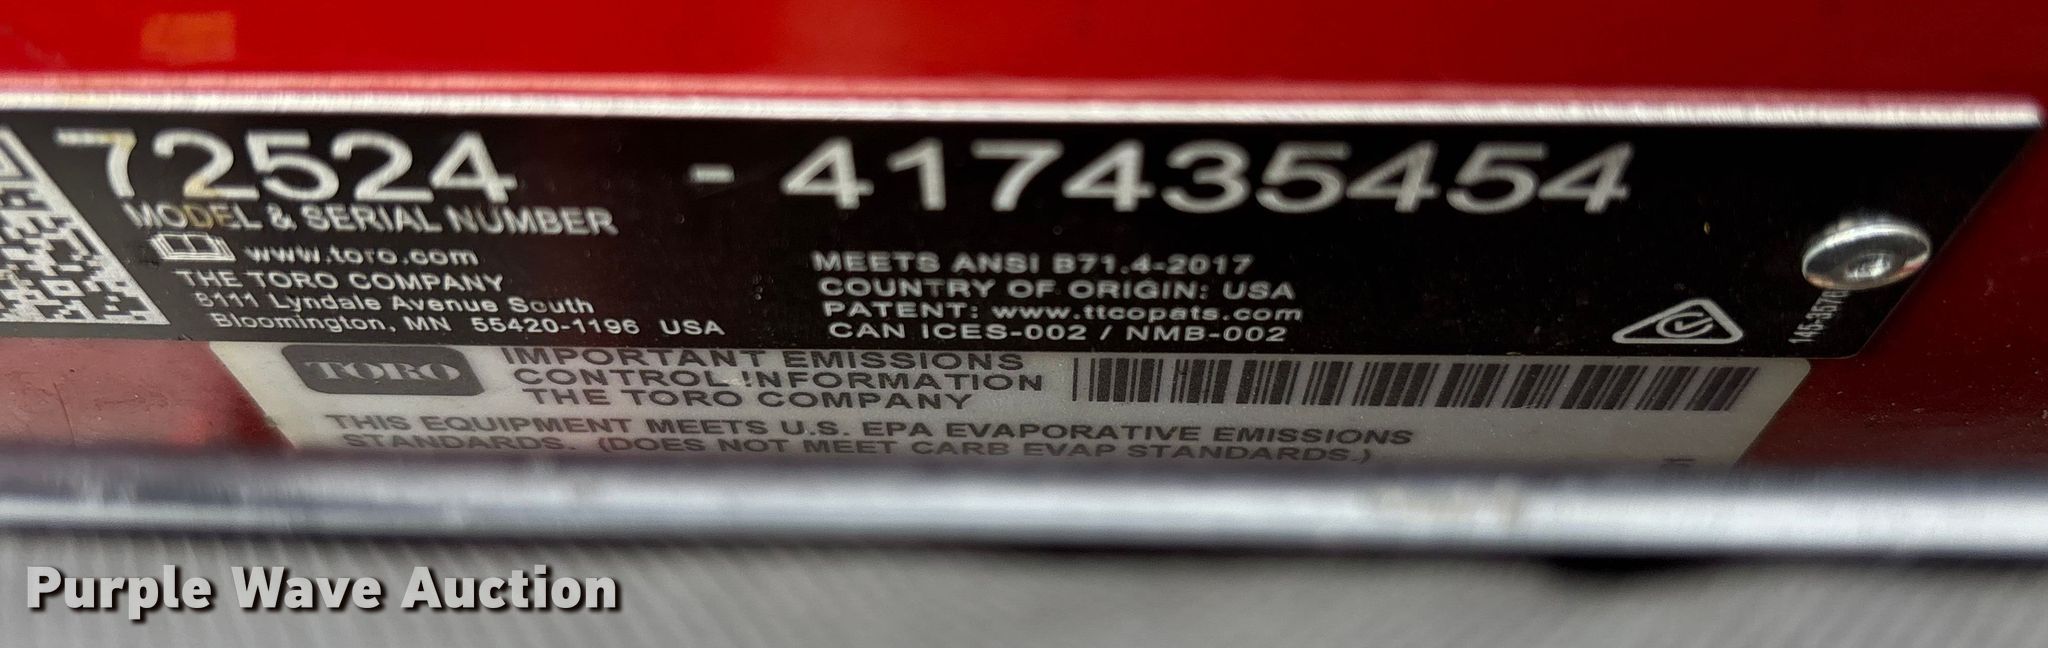 72524 - 417435454
MODEL & SERIAL NUMBER
www.toro.com
THE TORO COMPANY
8111 Lyndale Avenue South
Bloomington, MN 55420-1196 USA
MEETS ANSI B71.4-2017
COUNTRY OF ORIGIN: USA
PATENT: www.ttcopats.com
CAN ICES-002 / NMB-002
TORO
IMPORTANT EMISSIONS
CONTROL INFORMATION
THE TORO COMPANY
THIS EQUIPMENT MEETS U.S. EPA EVAPORATIVE EMISSIONS
STANDARDS. (DOES NOT MEET CARB EVAP STANDARDS.)
Purple Wave Auction